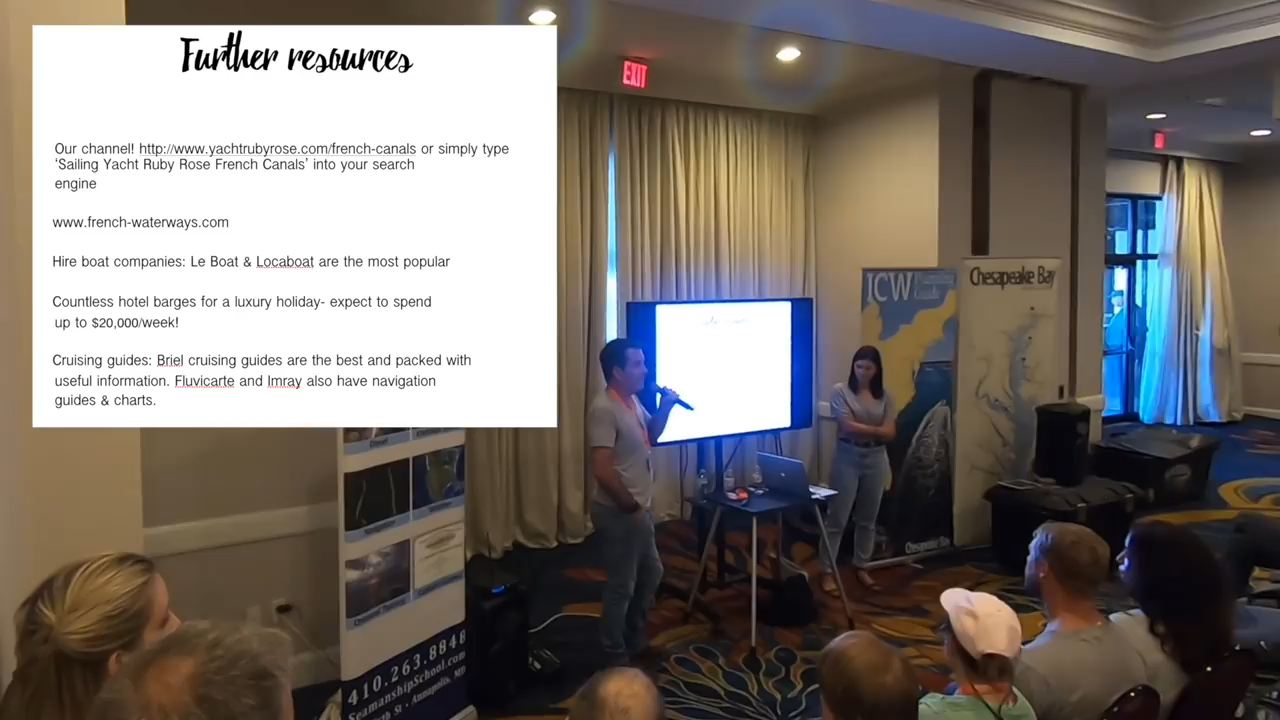 Further resources
Our channel! http://www.yachtrubyrose.com/french-canals or simply type
‘Sailing Yacht Ruby Rose French Canals’ into your search
engine
www.french-waterways.com
Hire boat companies: Le Boat & Locaboat are the most popular
Countless hotel barges for a luxury holiday- expect to spend
up to $20,000/week!
Cruising guides: Briel cruising guides are the best and packed with
useful information. Fluvicarte and Imray also have navigation
guides & charts.
EXIT
ICW
Chesapeake Bay
410.263.8848
SeamanshipSchool.com
St · Annapolis, MD